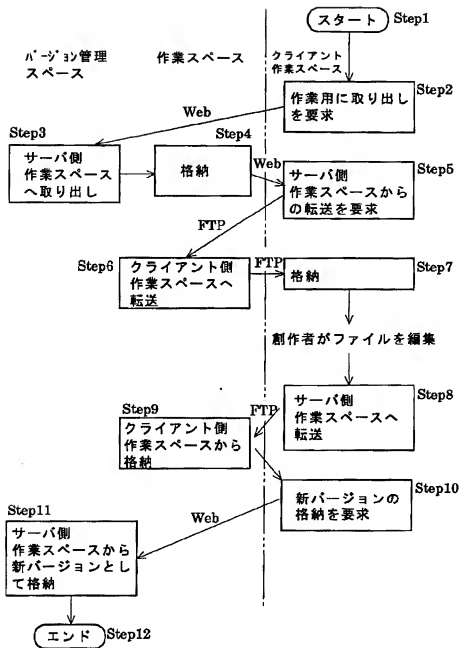 スタート Step1
バージョン管理
スペース
作業スペース
クライアント
作業スペース
Step2
作業用に取り出し
を要求
Web
Step3
サーバ側
作業スペース
へ取り出し
Step4
格納
Web
Step5
サーバ側
作業スペースから
の転送を要求
FTP
Step6
クライアント側
作業スペースへ
転送
FTP
Step7
格納
創作者がファイルを編集
Step8
サーバ側
作業スペースへ
転送
FTP
Step9
クライアント側
作業スペースから
格納
Step10
新バージョンの
格納を要求
Web
Step11
サーバ側
作業スペースから
新バージョンとし
て格納
エンド Step12